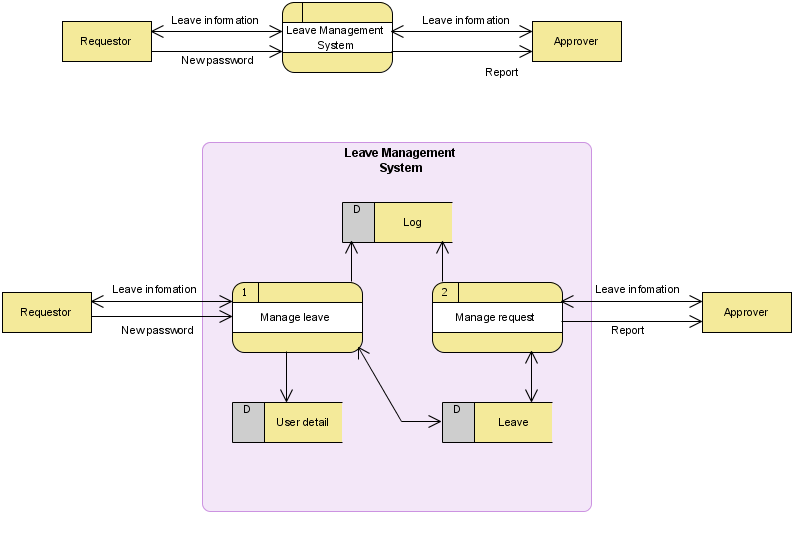 Leave information
Leave information
Requestor
Leave Management
System
Approver
New password
Report
Leave Management
System
D
Log
1
2
Leave infomation
Leave infomation
Requestor
Manage leave
Manage request
Approver
New password
Report
D
User detail
D
Leave